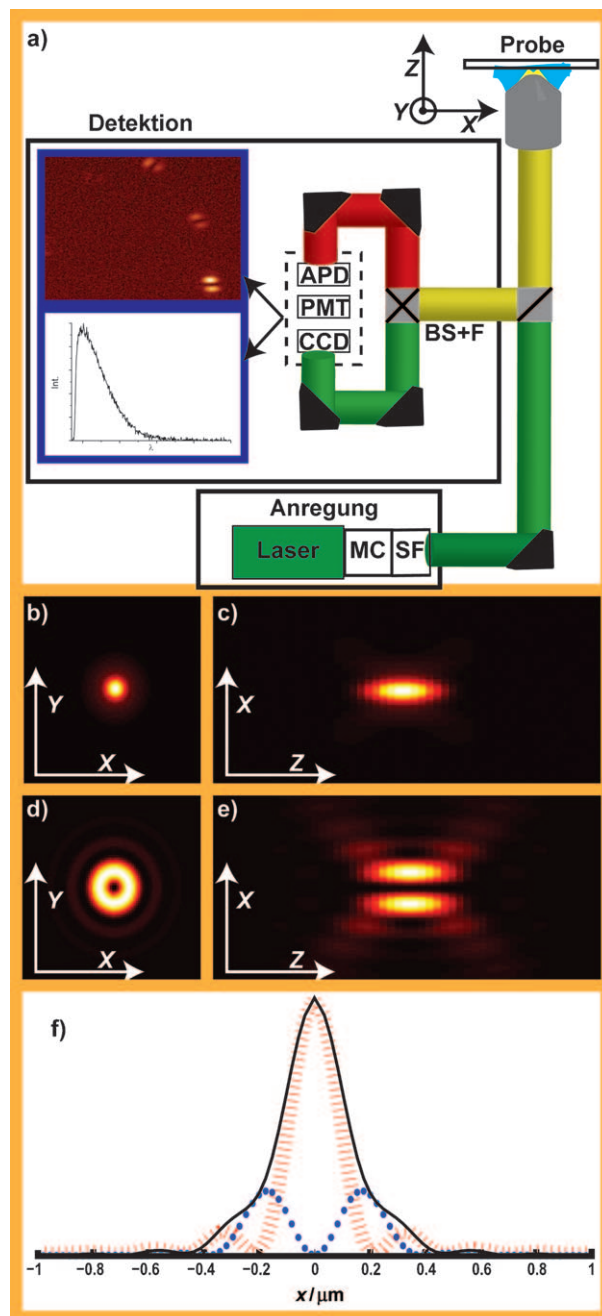 a)
Probe
Z
Y
X
Detektion
APD
PMT
CCD
BS+F
Int.
λ
Anregung
Laser
MC
SF
b)
Y
X
c)
X
Z
d)
Y
X
e)
X
Z
f)
−1 −0.8 −0.6 −0.4 −0.2 0 0.2 0.4 0.6 0.8 1
x/μm